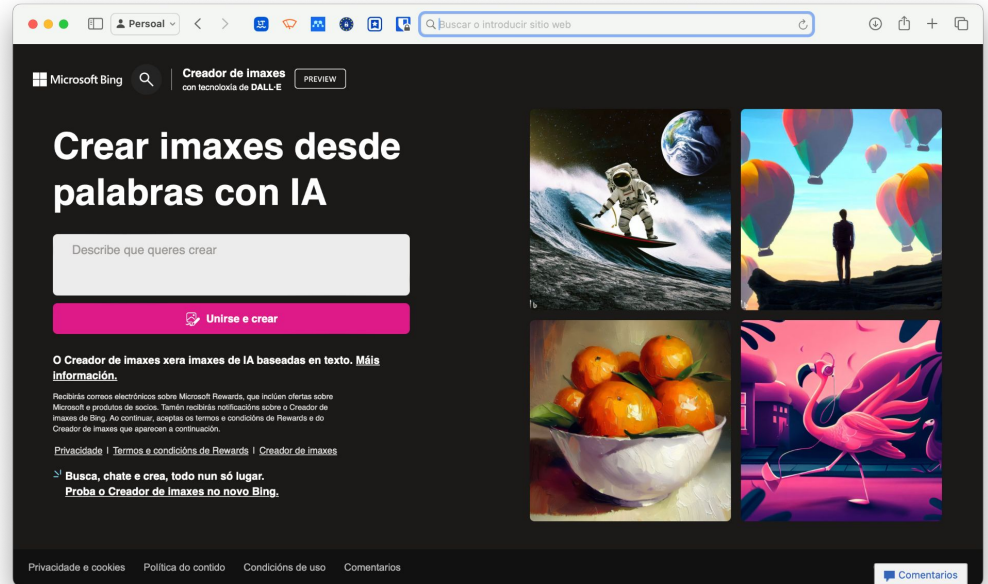 Persoal
Buscar o introducir sitio web
Microsoft Bing
Creador de imaxes
con tecnoloxía de DALL·E
PREVIEW
Crear imaxes desde
palabras con IA
Describe que queres crear
Unirse e crear
O Creador de imaxes xera imaxes de IA baseadas en texto. Máis
información.
Recibirás correos electrónicos sobre Microsoft Rewards, que inclúen ofertas sobre
Microsoft e produtos de socios. Tamén recibirás notificacións sobre o Creador de
imaxes de Bing. Ao continuar, aceptas os termos e condicións de Rewards e do
Creador de imaxes que aparecen a continuación.
Privacidade | Termos e condicións de Rewards | Creador de imaxes
Busca, chate e crea, todo nun só lugar.
Proba o Creador de imaxes no novo Bing.
Privacidade e cookies Política do contido Condicións de uso Comentarios
Comentarios